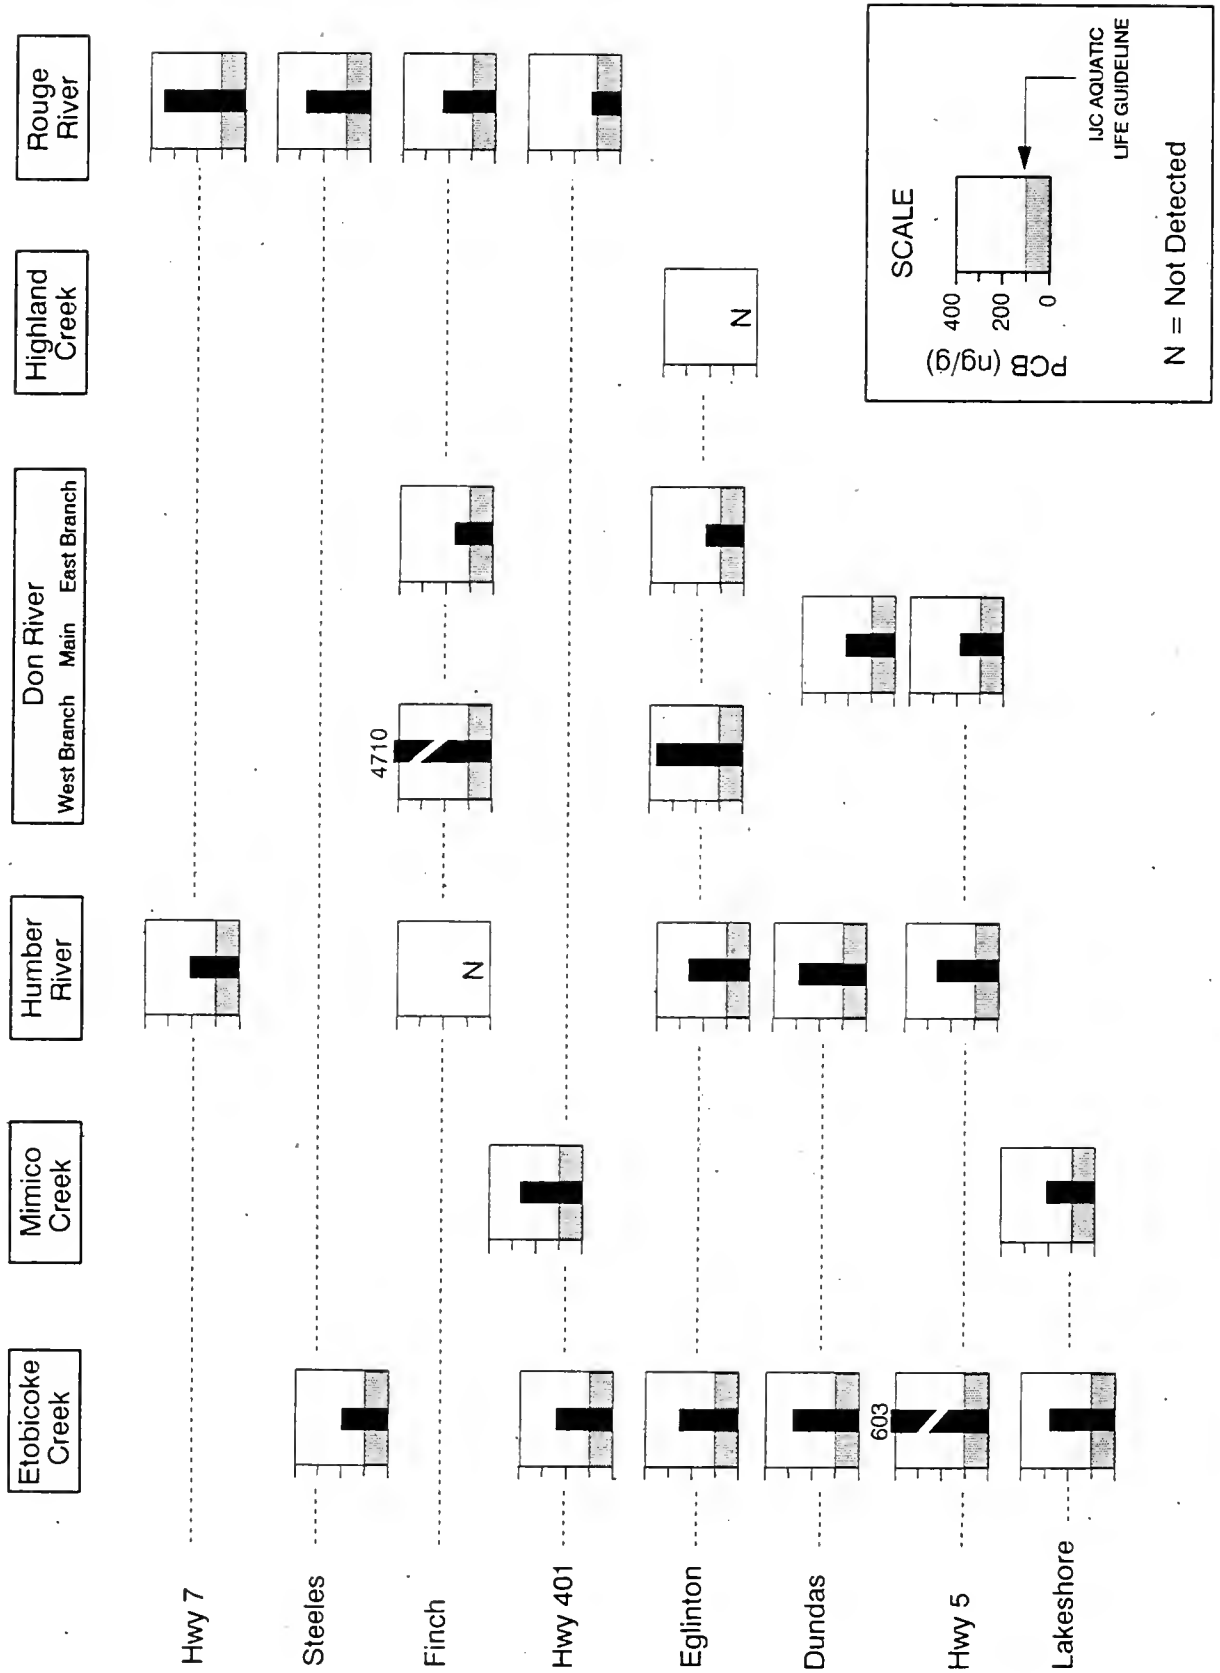 Etobicoke
Creek
Mimico
Creek
Humber
River
Don River
West Branch Main East Branch
Highland
Creek
Rouge
River
Hwy 7
Steeles
Finch
N
4710
Hwy 401
Eglinton
N
Dundas
Hwy 5
603
Lakeshore
SCALE
PCB (ng/g)
400
200
0
IJC AQUATIC
LIFE GUIDELINE
N = Not Detected